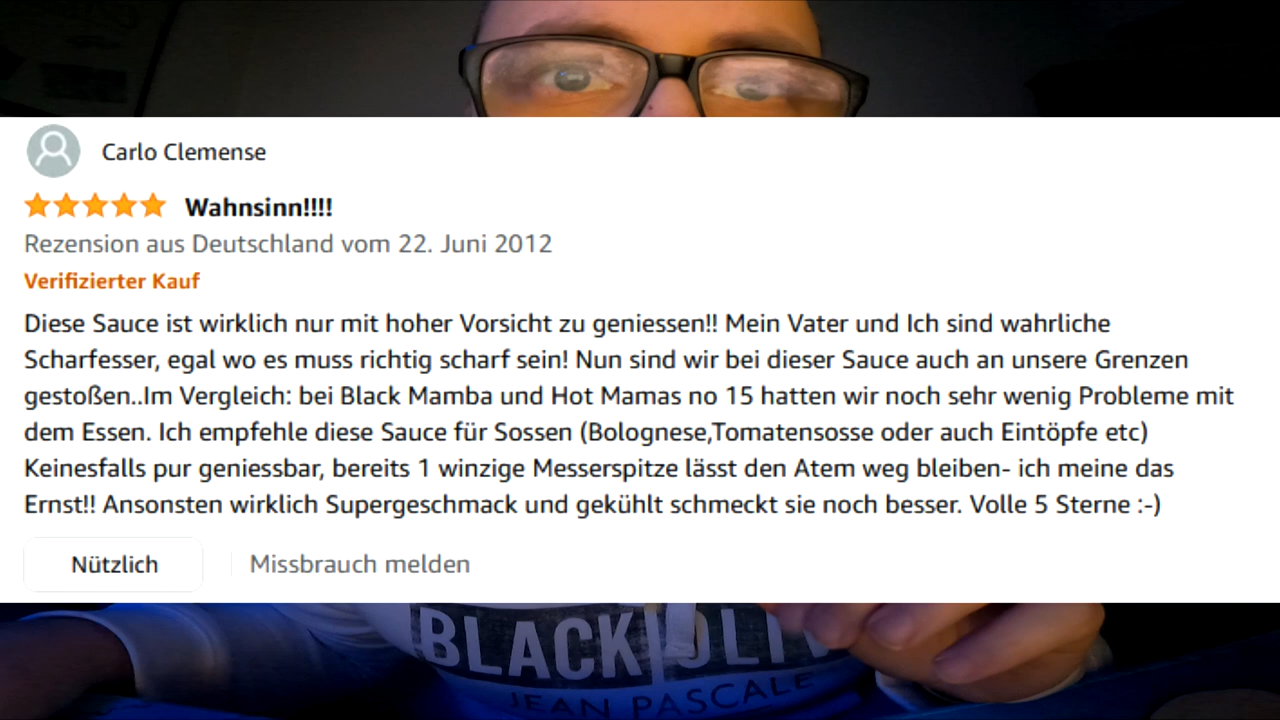 Carlo Clemense
Wahnsinn!!!!
Rezension aus Deutschland vom 22. Juni 2012
Verifizierter Kauf
Diese Sauce ist wirklich nur mit hoher Vorsicht zu geniessen!! Mein Vater und Ich sind wahrliche
Scharfesser, egal wo es muss richtig scharf sein! Nun sind wir bei dieser Sauce auch an unsere Grenzen
gestoßen..Im Vergleich: bei Black Mamba und Hot Mamas no 15 hatten wir noch sehr wenig Probleme mit
dem Essen. Ich empfehle diese Sauce für Sossen (Bolognese,Tomatensosse oder auch Eintöpfe etc)
Keinesfalls pur geniessbar, bereits 1 winzige Messerspitze lässt den Atem weg bleiben- ich meine das
Ernst!! Ansonsten wirklich Supergeschmack und gekühlt schmeckt sie noch besser. Volle 5 Sterne :-)
Nützlich
Missbrauch melden
BLACK
JEAN PASCALE